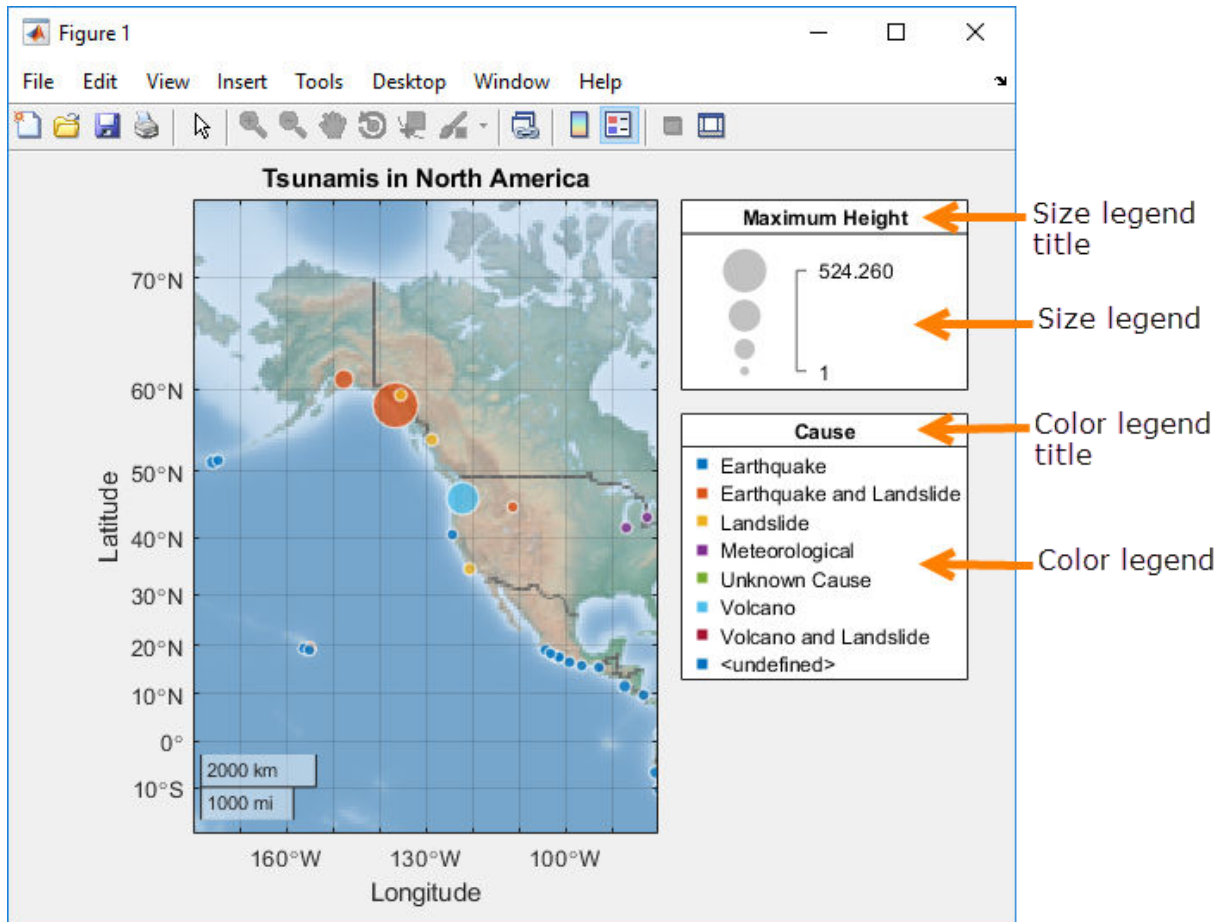 Figure 1
File Edit View Insert Tools Desktop Window Help
Tsunamis in North America
70°N
60°N
50°N
40°N
30°N
20°N
10°N
0°
10°S
Latitude
2000 km
1000 mi
160°W 130°W 100°W
Longitude
Maximum Height
524.260
1
Cause
Earthquake
Earthquake and Landslide
Landslide
Meteorological
Unknown Cause
Volcano
Volcano and Landslide
<undefined>
Size legend
title
Size legend
Color legend
title
Color legend